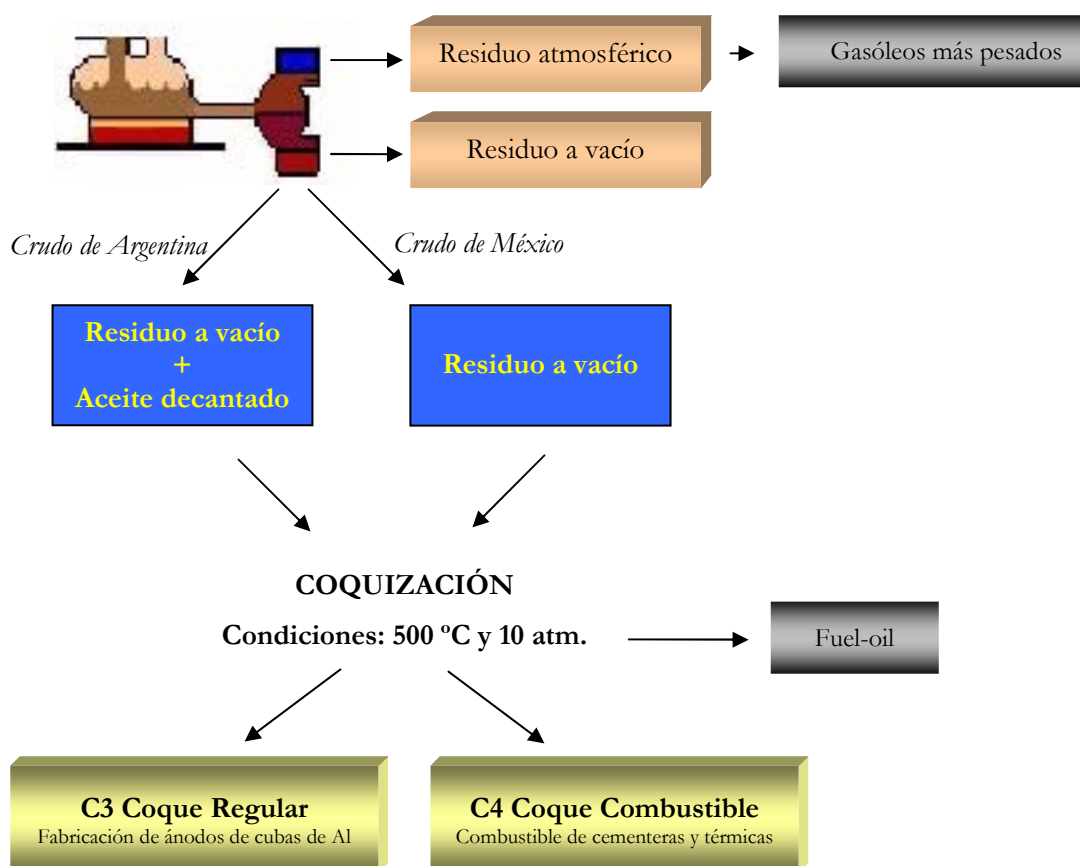 Residuo atmosférico
Gasóleos más pesados
Residuo a vacío
Crudo de Argentina
Crudo de México
Residuo a vacío
+
Aceite decantado
Residuo a vacío
COQUIZACIÓN
Condiciones: 500 ºC y 10 atm.
Fuel-oil
C3 Coque Regular
Fabricación de ánodos de cubas de Al
C4 Coque Combustible
Combustible de cementeras y térmicas